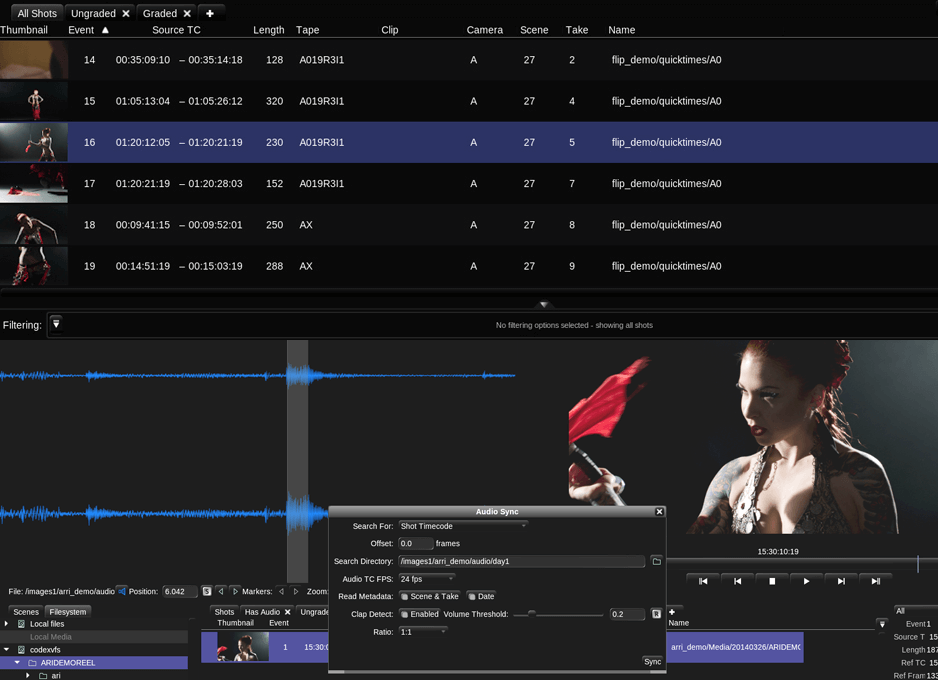 All Shots Ungraded Graded
Thumbnail Event Source TC Length Tape Clip Camera Scene Take Name
14 00:35:09:10 – 00:35:14:18 128 A019R3I1 A 27 2 flip_demo/quicktimes/A0
15 01:05:13:04 – 01:05:26:12 320 A019R3I1 A 27 4 flip_demo/quicktimes/A0
16 01:20:12:05 – 01:20:21:19 230 A019R3I1 A 27 5 flip_demo/quicktimes/A0
17 01:20:21:19 – 01:20:28:03 152 A019R3I1 A 27 7 flip_demo/quicktimes/A0
18 00:09:41:15 – 00:09:52:01 250 AX A 27 8 flip_demo/quicktimes/A0
19 00:14:51:19 – 00:15:03:19 288 AX A 27 9 flip_demo/quicktimes/A0
Filtering: No filtering options selected - showing all shots
Audio Sync
Search For: Shot Timecode
Offset: 0.0 frames
Search Directory: /images1/arri_demo/audio/day1
Audio TC FPS: 24 fps
Read Metadata: Scene & Take Date
Clap Detect: Enabled Volume Threshold: 0.2 R
Ratio: 1:1
Sync
15:30:10:19
File: /images1/arri_demo/audio Position: 6.042 S Markers: Zoom:
Scenes Filesystem
Local files
Local Media
codexvfs
ARIDEMOREEL
ari
Shots Has Audio Ungrade
Thumbnail Event Name
1 15:30:0 arri_demo/Media/20140326/ARIDEMO
All
Event 1
Source T 15
Length 187
Ref TC 15
Ref Fram 133